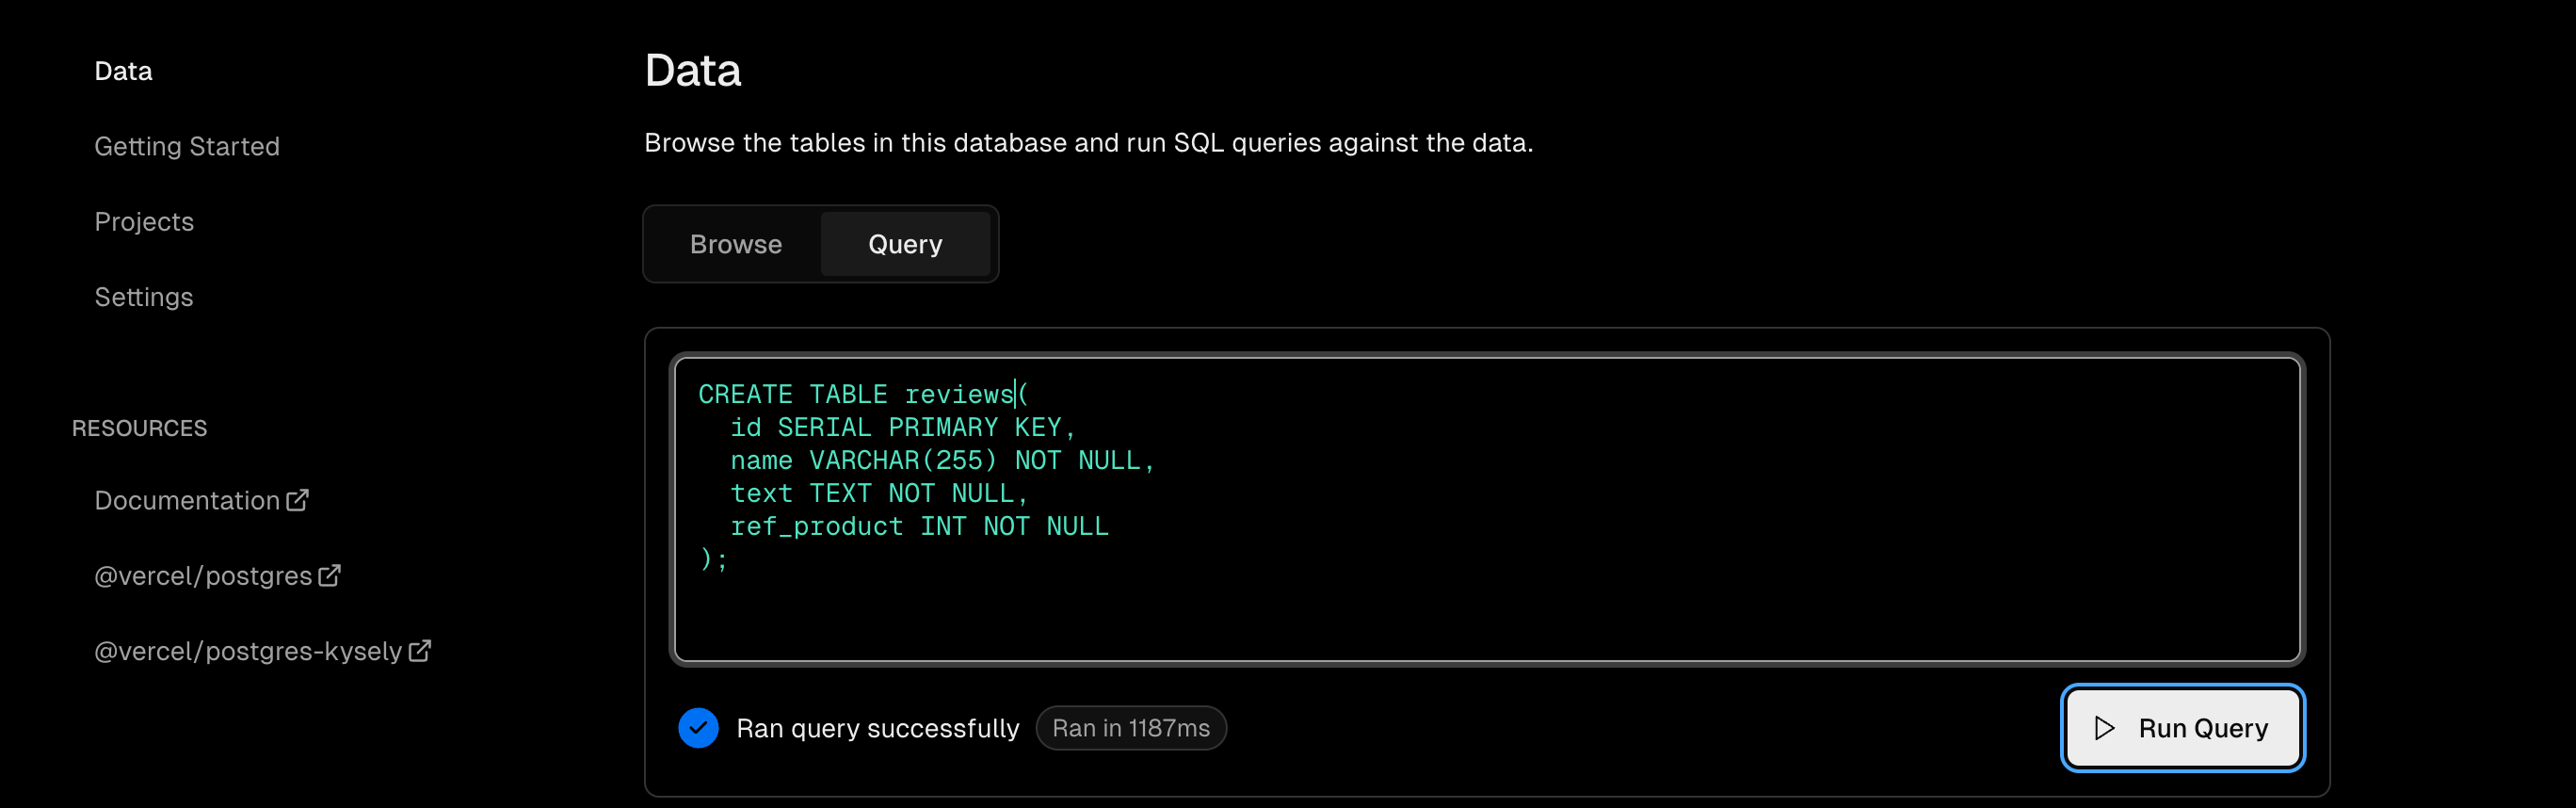 Data
Getting Started
Projects
Settings
RESOURCES
Documentation
@vercel/postgres
@vercel/postgres-kysely
Data
Browse the tables in this database and run SQL queries against the data.
Browse
Query
CREATE TABLE reviews(
  id SERIAL PRIMARY KEY,
  name VARCHAR(255) NOT NULL,
  text TEXT NOT NULL,
  ref_product INT NOT NULL
);
Ran query successfully
Ran in 1187ms
Run Query